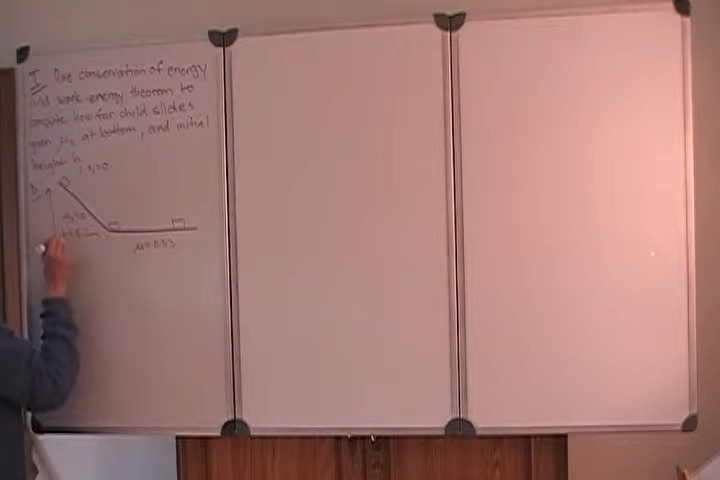 I Use conservation of energy
and work-energy theorem to
compute how far child slides
given μk at bottom, and initial
height h.
D
μ=0.53